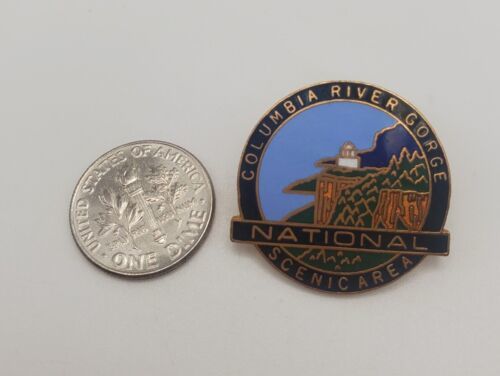 UNITED STATES OF AMERICA
ONE DIME
COLUMBIA RIVER GORGE
NATIONAL
SCENIC AREA